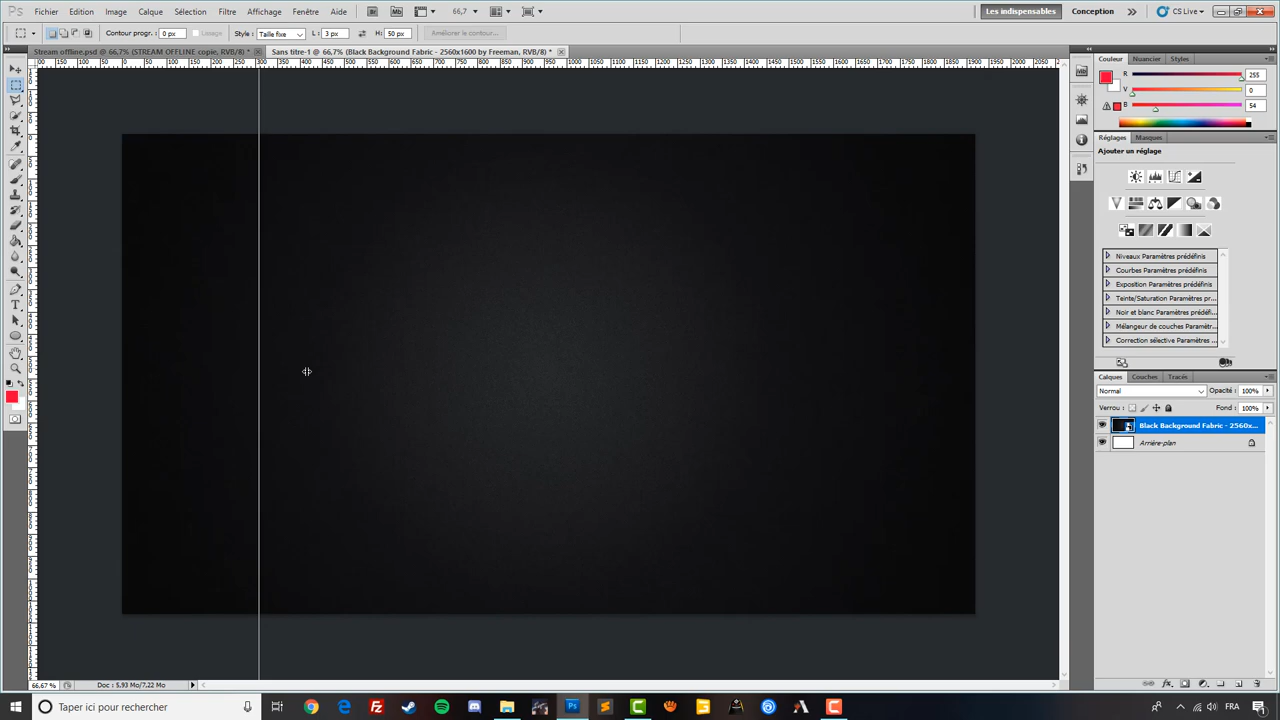 Ps Edition Image Calque Sélection Filtre Affichage Fenêtre Aide Br Mb 66,7 Les indispensables Conception CS Live
Contour progr. : 0 px Lissage Style : Taille fixe L : 3 px H : 50 px Améliorer le contour...
Stream offline.psd @ 66,7% (STREAM OFFLINE copie, RVB/8) * Sans titre-1 @ 66,7% (Black Background Fabric - 2560x1600 by Freeman, RVB/8) *
Couleur Nuancier Styles
R 255
V 0
B 54
Réglages Masques
Ajouter un réglage
Niveaux Paramètres prédéfinis
Courbes Paramètres prédéfinis
Exposition Paramètres prédéfinis
Teinte/Saturation Paramètres pr...
Noir et blanc Paramètres prédéfi...
Mélangeur de couches Paramétr...
Correction sélective Paramètres ...
Calques Couches Tracés
Normal Opacité : 100%
Verrou : Fond : 100%
Black Background Fabric - 2560x...
Arrière-plan
66,67 % Doc : 5,93 Mo/7,22 Mo
Taper ici pour rechercher FRA